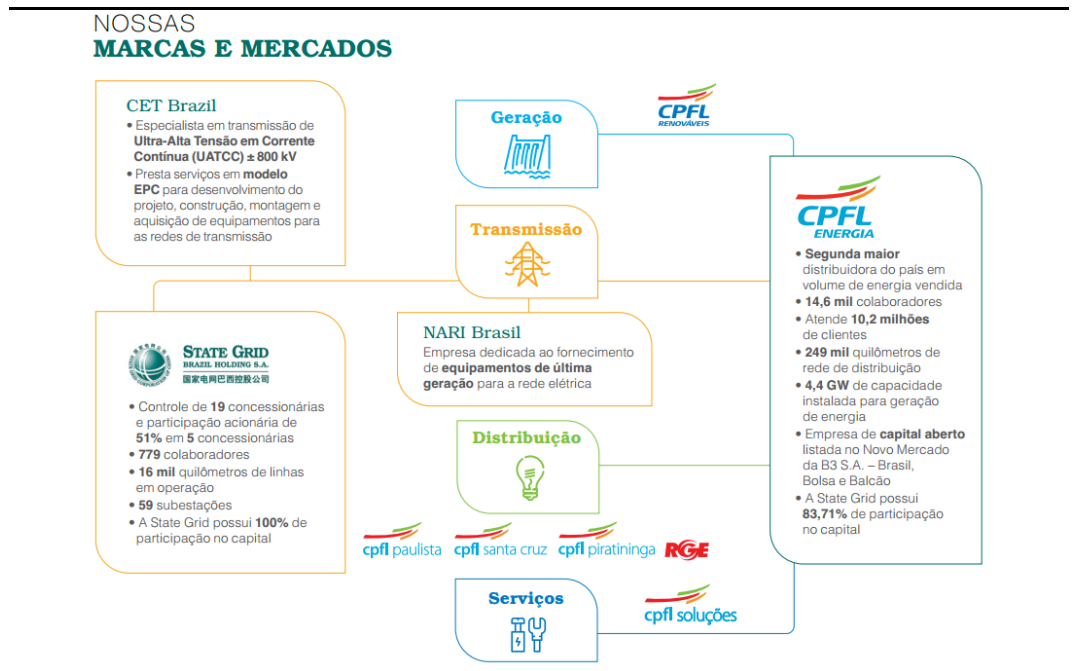 NOSSAS
MARCAS E MERCADOS
CET Brazil
• Especialista em transmissão de
Ultra-Alta Tensão em Corrente
Contínua (UATCC) ± 800 kV
• Presta serviços em modelo
EPC para desenvolvimento do
projeto, construção, montagem e
aquisição de equipamentos para
as redes de transmissão
STATE GRID
BRAZIL HOLDING S.A.
国家电网巴西控股公司
• Controle de 19 concessionárias
e participação acionária de
51% em 5 concessionárias
• 779 colaboradores
• 16 mil quilômetros de linhas
em operação
• 59 subestações
• A State Grid possui 100% de
participação no capital
Geração
CPFL
RENOVÁVEIS
Transmissão
NARI Brasil
Empresa dedicada ao fornecimento
de equipamentos de última
geração para a rede elétrica
Distribuição
cpfl paulista
cpfl santa cruz
cpfl piratininga
RGE
Serviços
cpfl soluções
CPFL
ENERGIA
• Segunda maior
distribuidora do país em
volume de energia vendida
• 14,6 mil colaboradores
• Atende 10,2 milhões
de clientes
• 249 mil quilômetros de
rede de distribuição
• 4,4 GW de capacidade
instalada para geração
de energia
• Empresa de capital aberto
listada no Novo Mercado
da B3 S.A. – Brasil,
Bolsa e Balcão
• A State Grid possui
83,71% de participação
no capital